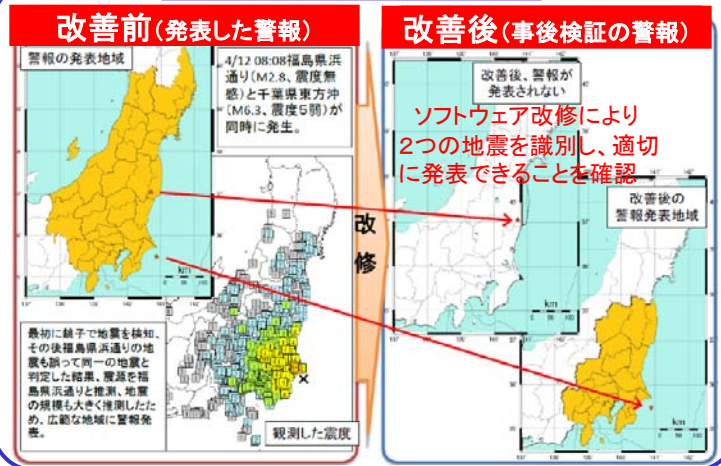 改善前(発表した警報)
警報の発表地域
4/12 08:08福島県浜
通り(M2.8、震度無
感)と千葉県東方沖
(M6.3、震度5弱)が
同時に発生。
km
最初に銚子で地震を検知、
その後福島県浜通りの地
震も誤って同一の地震と
判定した結果、震源を福
島県浜通りと推測、地震
の規模も大きく推測したた
め、広範な地域に警報発
表。
観測した震度
改修
改善後(事後検証の警報)
改善後、警報が
発表されない
ソフトウェア改修により
2つの地震を識別し、適切
に発表できることを確認
km
改善後の
警報発表地域
km